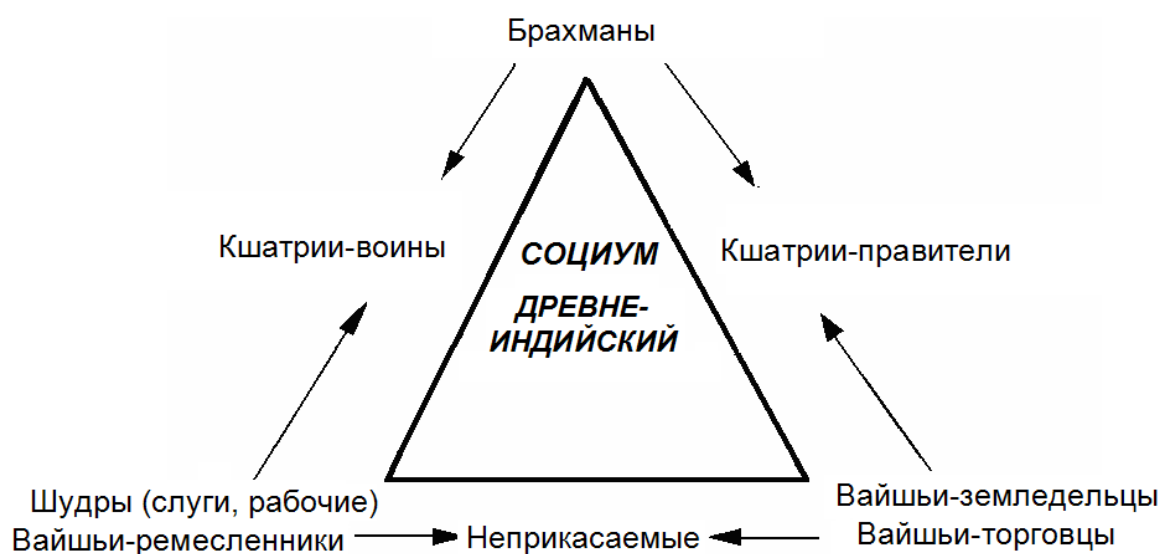 Брахманы
Кшатрии-воины
Кшатрии-правители
СОЦИУМ
ДРЕВНЕ-
ИНДИЙСКИЙ
Шудры (слуги, рабочие)
Вайшьи-ремесленники
Неприкасаемые
Вайшьи-земледельцы
Вайшьи-торговцы